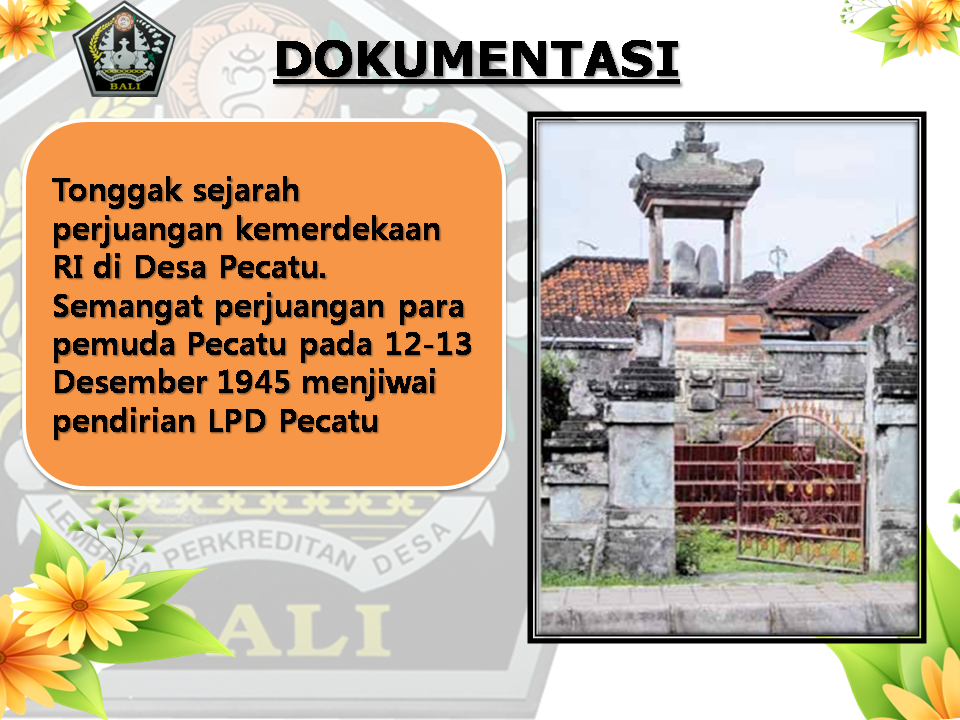 DOKUMENTASI
BALI
Tonggak sejarah
perjuangan kemerdekaan
RI di Desa Pecatu.
Semangat perjuangan para
pemuda Pecatu pada 12-13
Desember 1945 menjiwai
pendirian LPD Pecatu
LEMBAGA PERKREDITAN DESA
BALI